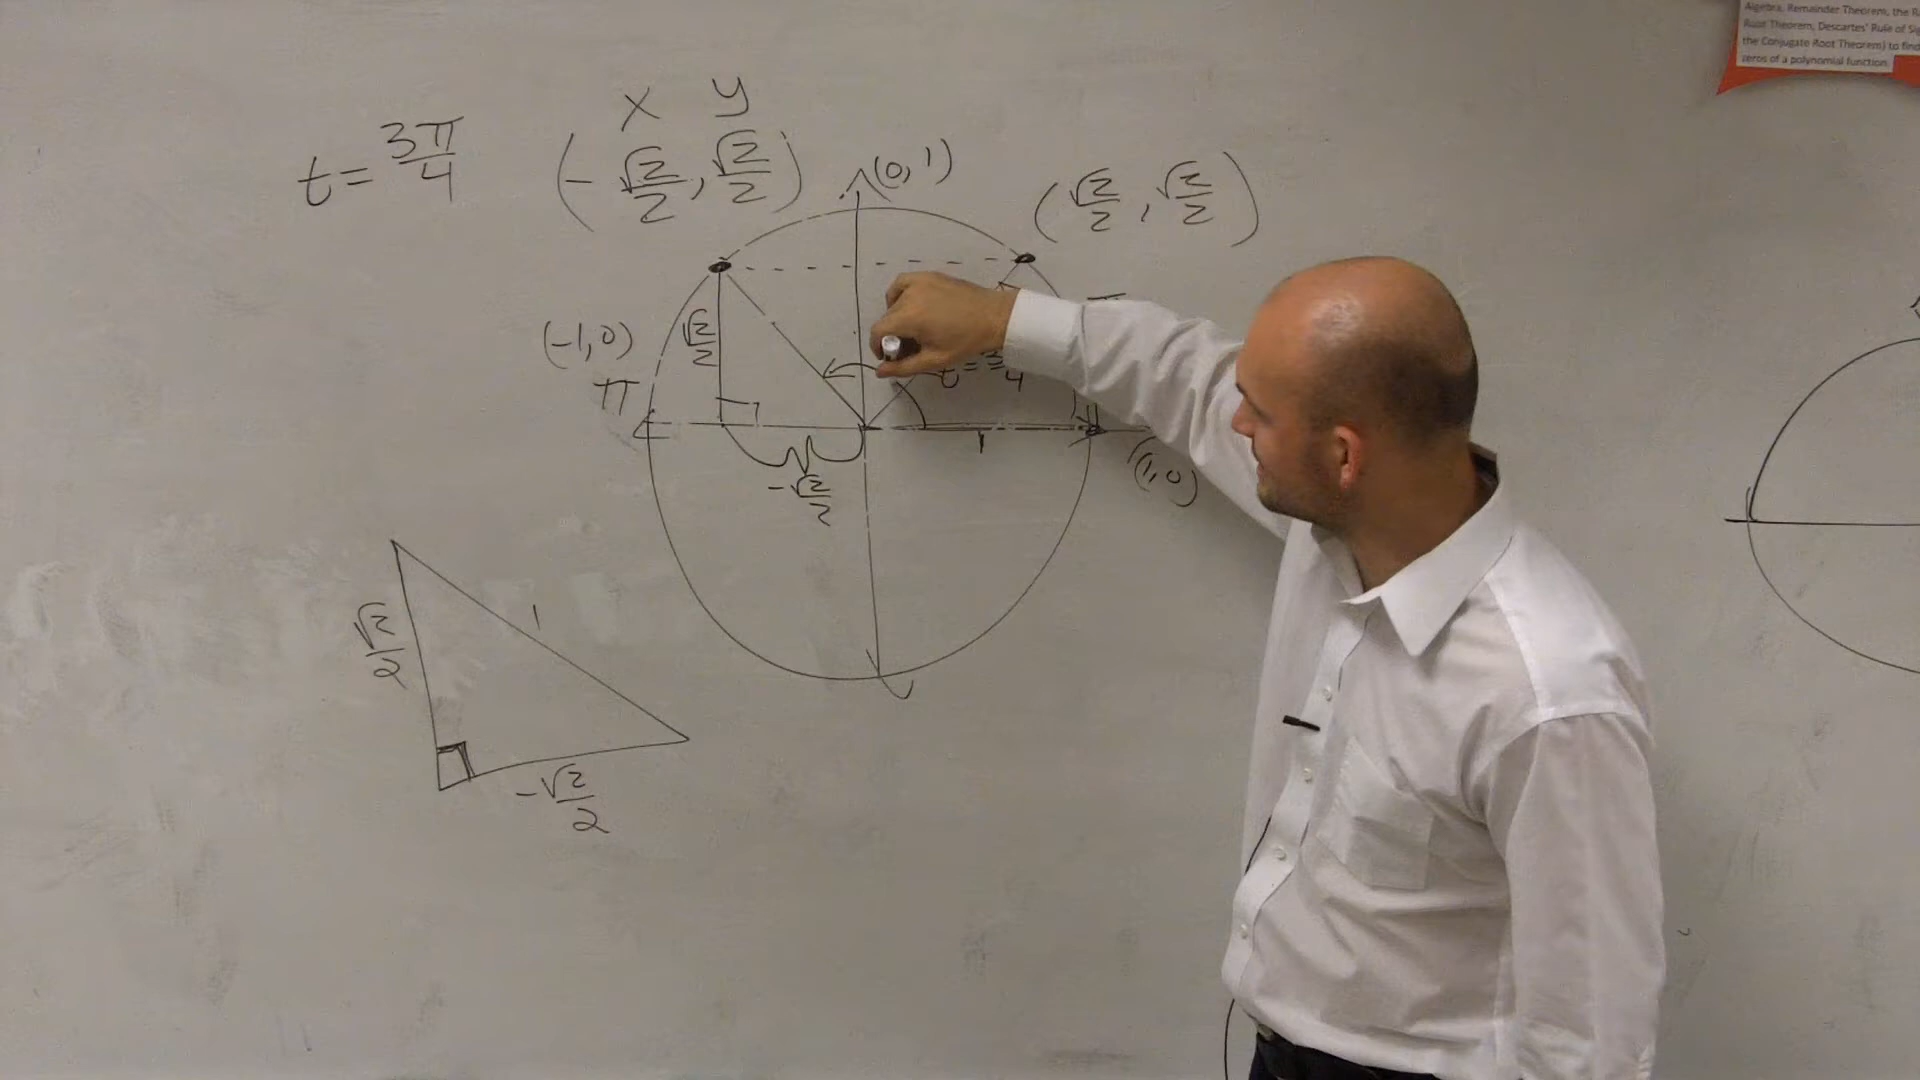 Algebra, Remainder Theorem, the
Root Theorem, Descartes' Rule of
the Conjugate Root Theorem) to find
zeros of a polynomial function.
x y
t = 3π/4 (-√2/2, √2/2)
(0, 1)
(√2/2, √2/2)
√2/2
(-1, 0)
π
t =
4
1
(1, 0)
-√2/2
√2/2
1
-√2/2